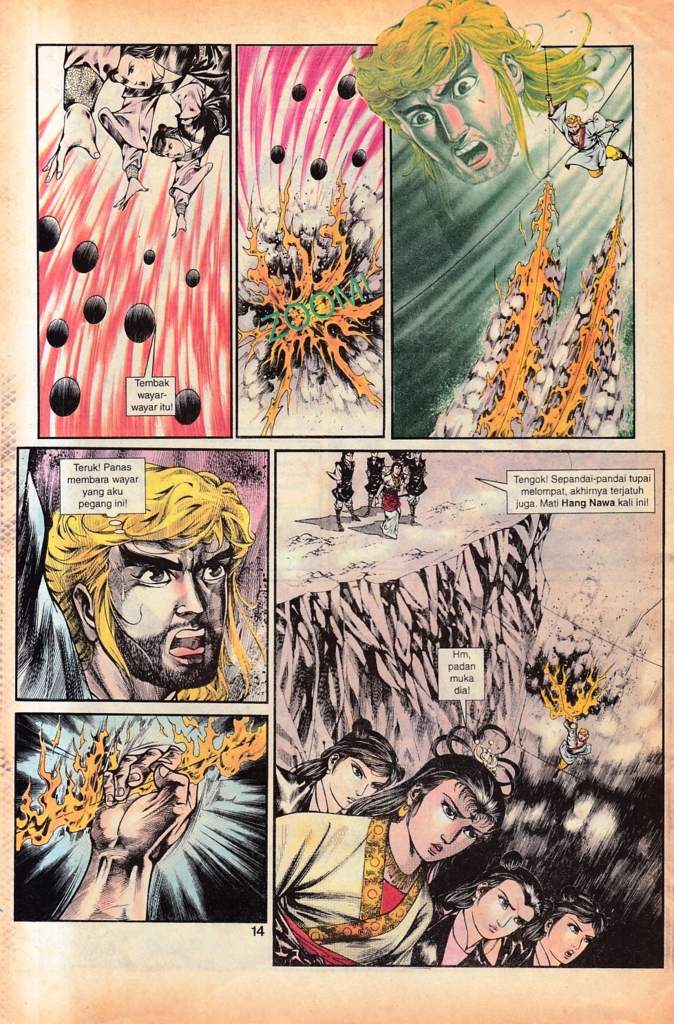 Tembak
wayar-
wayar itu!
ZOOM!
Teruk! Panas
membara wayar
yang aku
pegang ini!
Tengok! Sepandai-pandai tupai
melompat, akhirnya terjatuh
juga. Mati Hang Nawa kali ini!
Hm,
padan
muka
dia!
14